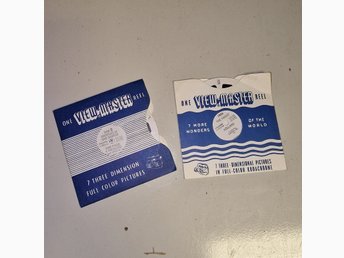 ONE VIEW-MASTER REEL
7 THREE DIMENSION
FULL COLOR PICTURES
ONE VIEW-MASTER REEL
7 MORE WONDERS
OF THE WORLD
7 THREE DIMENSIONAL PICTURES
IN FULL COLOR KODACHROME